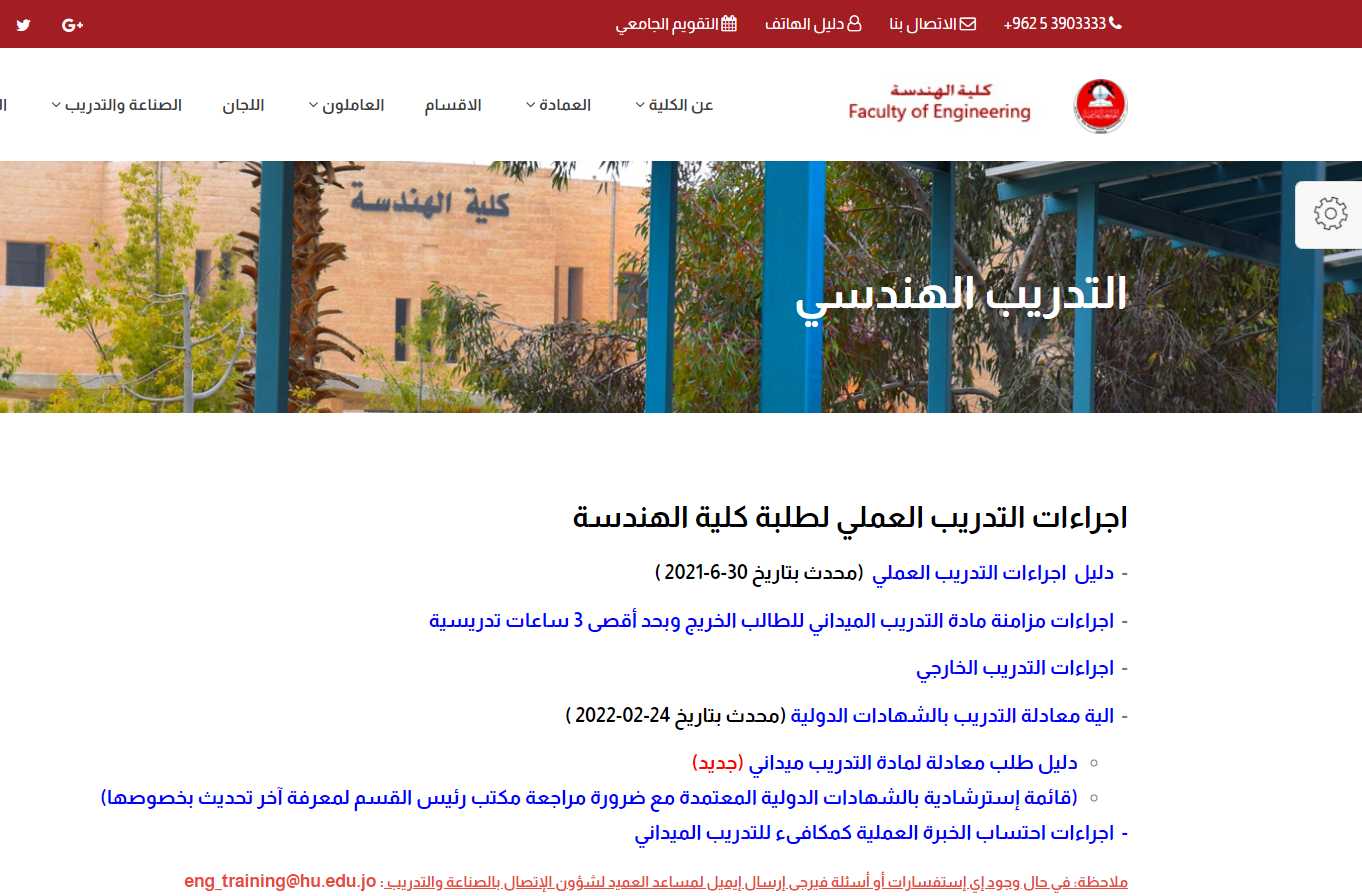 +962 5 3903333 الاتصال بنا دليل الهاتف التقويم الجامعي G+
كلية الهندسة
Faculty of Engineering
عن الكلية العمادة الاقسام العاملون اللجان الصناعة والتدريب
كلية الهندسة
التدريب الهندسي
اجراءات التدريب العملي لطلبة كلية الهندسة
- دليل اجراءات التدريب العملي (محدث بتاريخ 30-6-2021 )
- اجراءات مزامنة مادة التدريب الميداني للطالب الخريج وبحد أقصى 3 ساعات تدريسية
- اجراءات التدريب الخارجي
- الية معادلة التدريب بالشهادات الدولية (محدث بتاريخ 24-02-2022 )
○ دليل طلب معادلة لمادة التدريب ميداني (جديد)
○ (قائمة إسترشادية بالشهادات الدولية المعتمدة مع ضرورة مراجعة مكتب رئيس القسم لمعرفة آخر تحديث بخصوصها)
- اجراءات احتساب الخبرة العملية كمكافىء للتدريب الميداني
ملاحظة: في حال وجود إي إستفسارات أو أسئلة فيرجى إرسال إيميل لمساعد العميد لشؤون الإتصال بالصناعة والتدريب : eng_training@hu.edu.jo